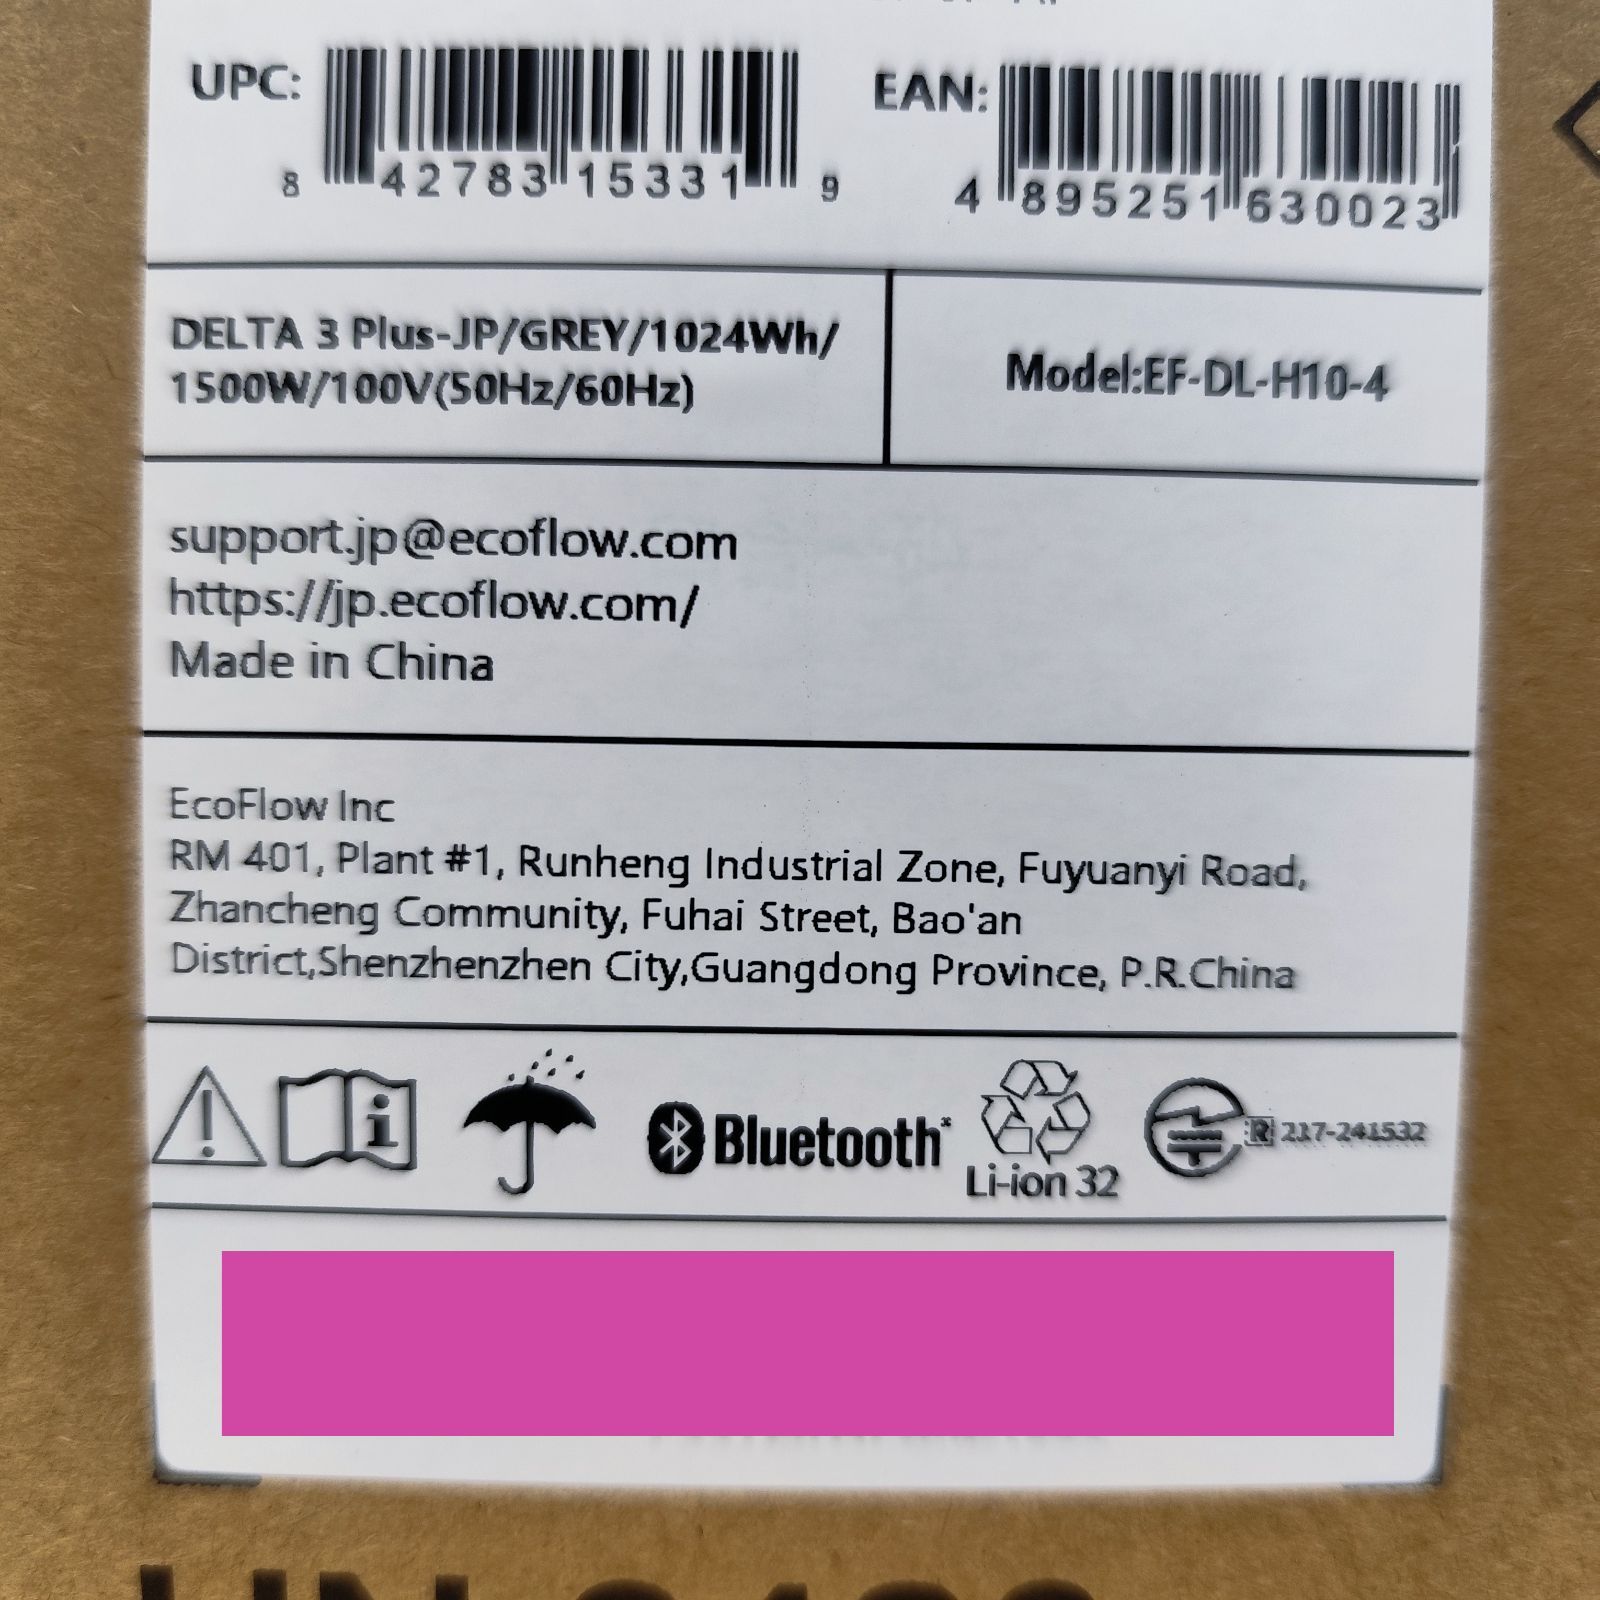 UPC: 8 42783 15331 9
EAN: 4 895251 630023
DELTA 3 Plus-JP/GREY/1024Wh/
1500W/100V(50Hz/60Hz)
Model:EF-DL-H10-4
support.jp@ecoflow.com
https://jp.ecoflow.com/
Made in China
EcoFlow Inc
RM 401, Plant #1, Runheng Industrial Zone, Fuyuanyi Road,
Zhancheng Community, Fuhai Street, Bao'an
District,Shenzhenzhen City,Guangdong Province, P.R.China
Bluetooth
Li-ion 32
R 217-241532